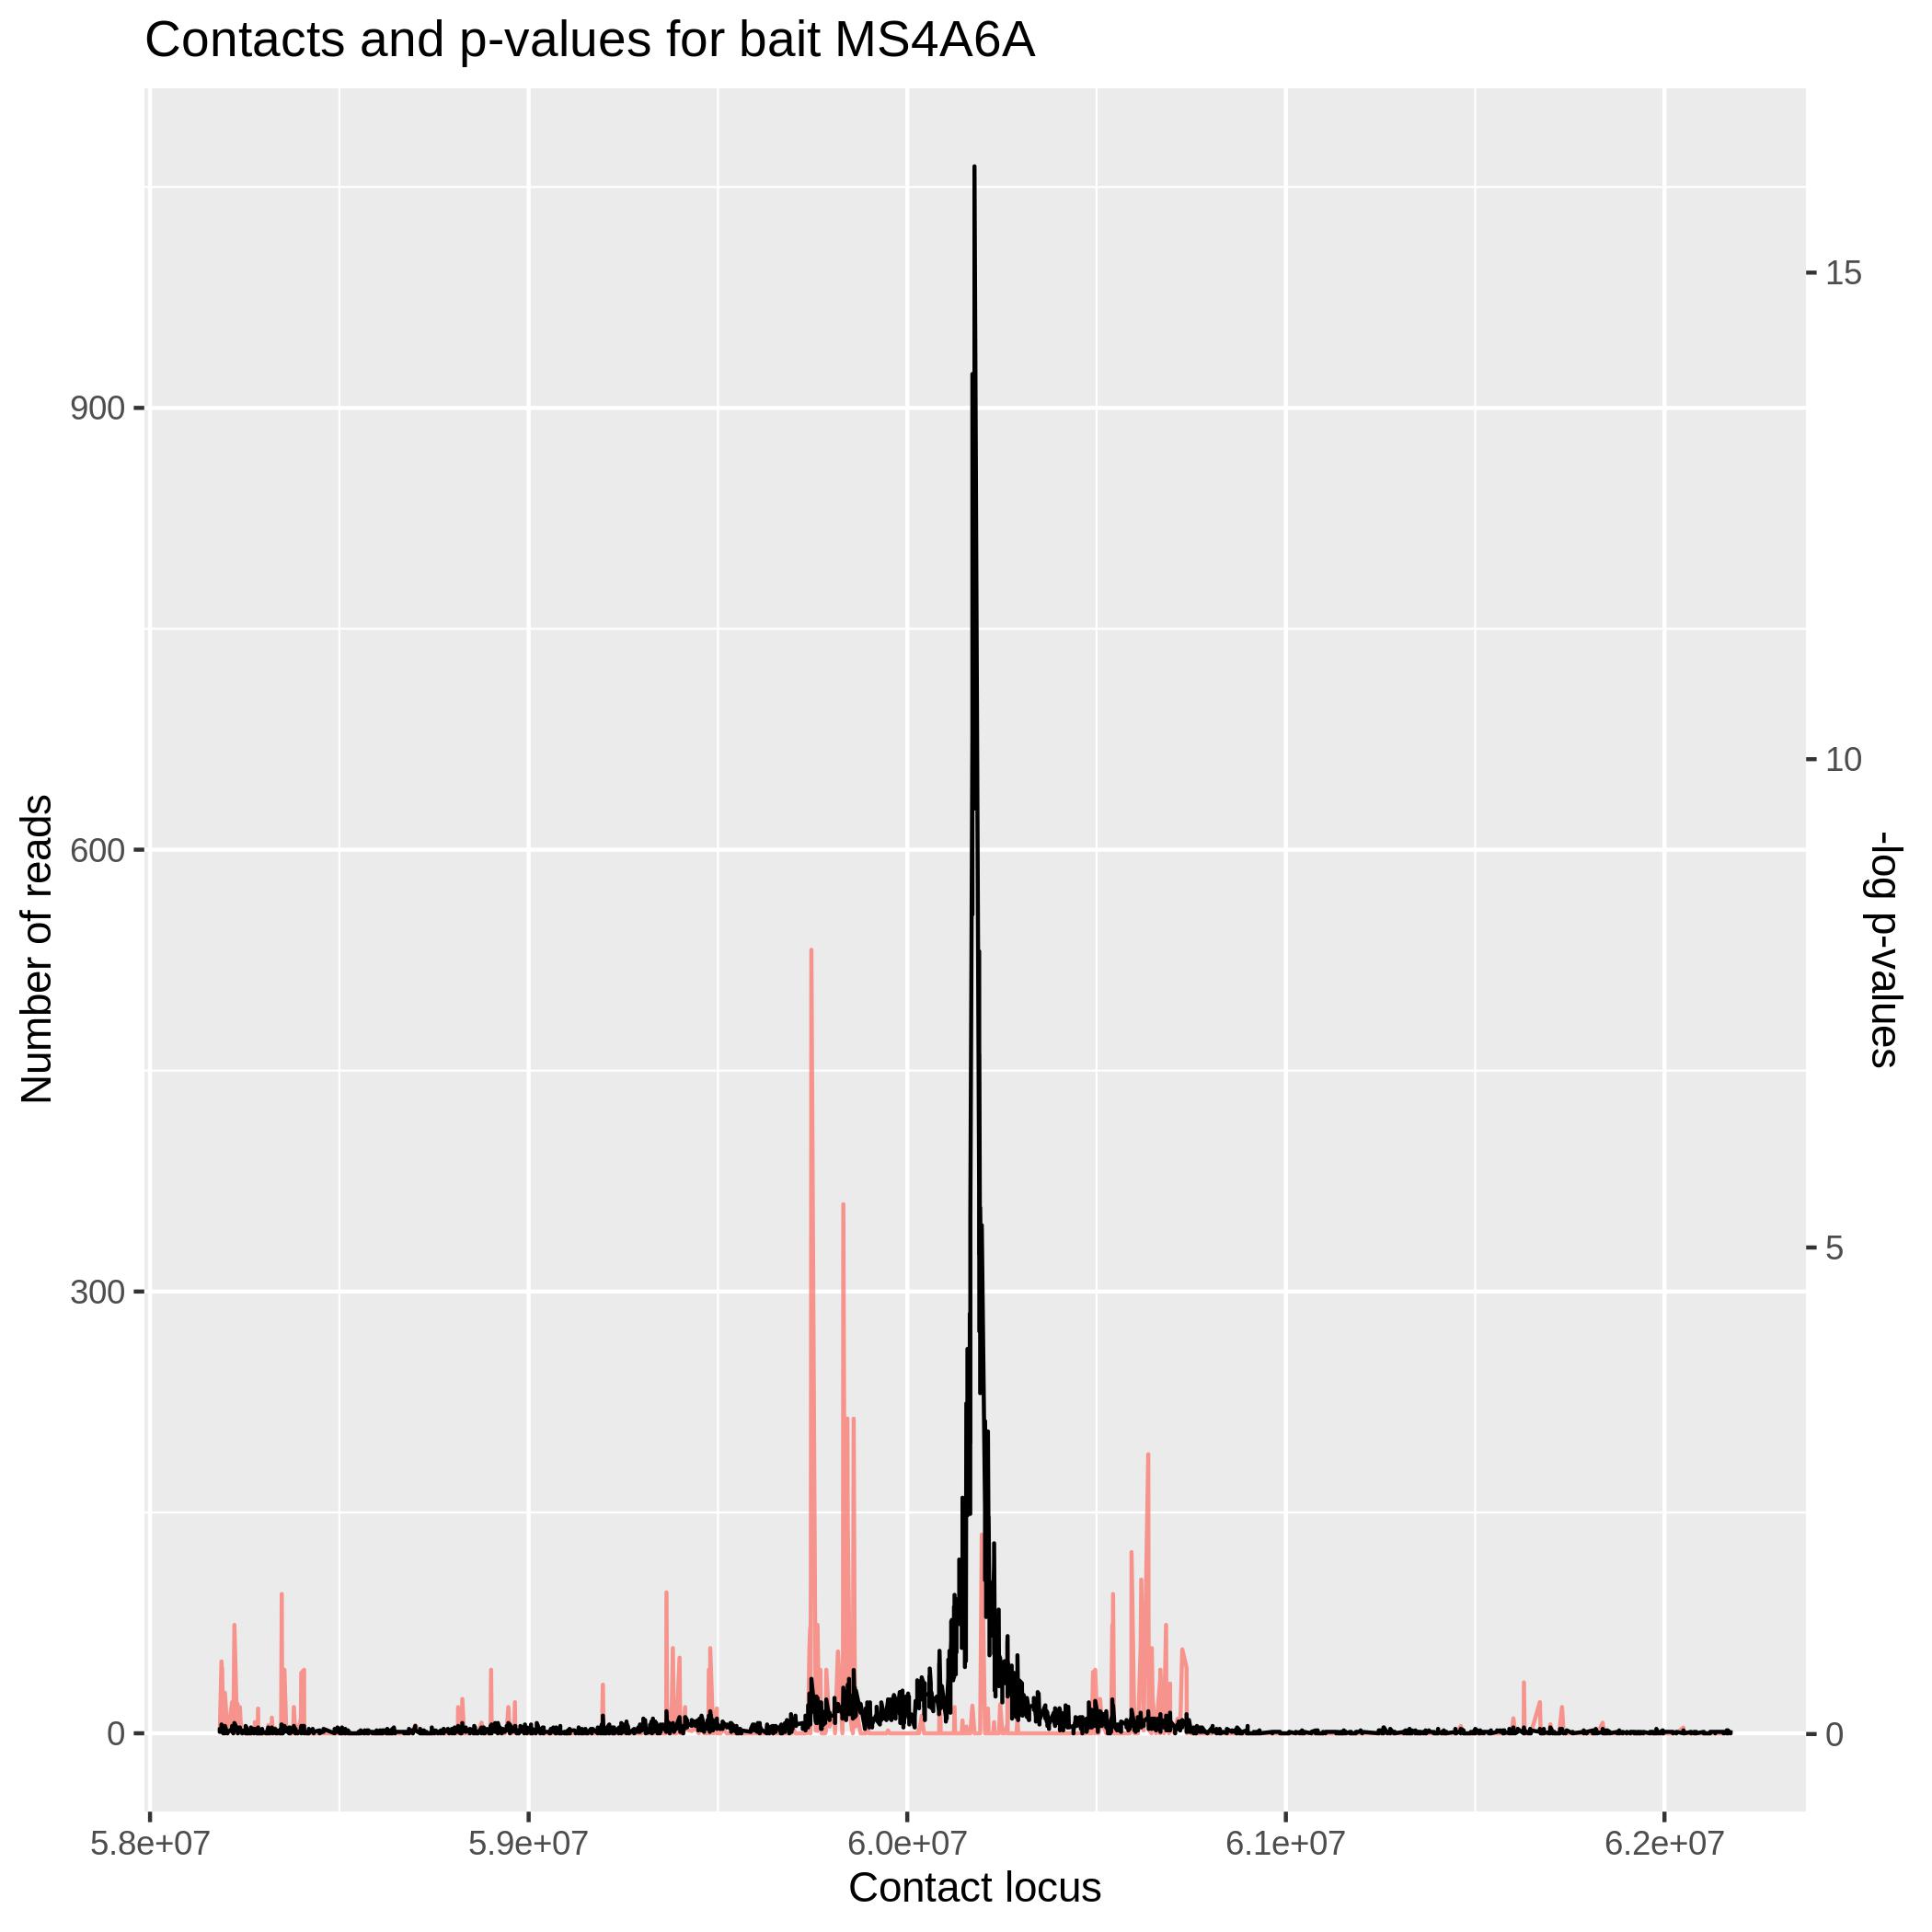 Contacts and p-values for bait MS4A6A
Number of reads
900
600
300
0
15
10
5
0
-log p-values
5.8e+07
5.9e+07
6.0e+07
6.1e+07
6.2e+07
Contact locus